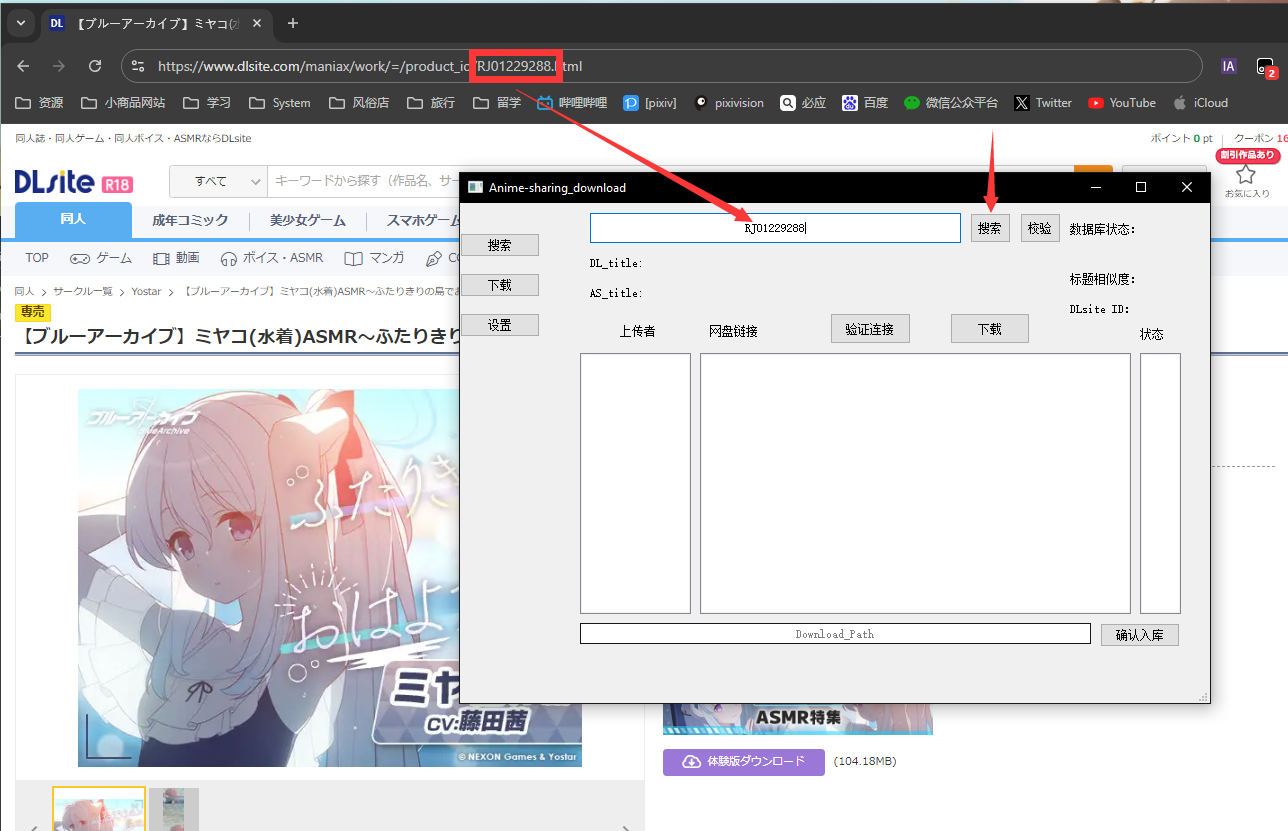 DL 【ブルーアーカイブ】ミヤコ(水
https://www.dlsite.com/maniax/work/=/product_id/RJ01229288.html
IA
2
资源 小商品网站 学习 System 风俗店 旅行 留学 哔哩哔哩 [pixiv] pixivision 必应 百度 微信公众平台 Twitter YouTube iCloud
同人誌・同人ゲーム・同人ボイス・ASMRならDLsite
ポイント 0 pt クーポン 16
割引作品あり
DLsite R18
すべて
キーワードから探す（作品名、サー
お気に入り
同人 成年コミック 美少女ゲーム スマホゲーム
TOP ゲーム 動画 ボイス・ASMR マンガ
同人 > サークル一覧 > Yostar > 【ブルーアーカイブ】ミヤコ(水着)ASMR～ふたりきりの島でお
専売
【ブルーアーカイブ】ミヤコ(水着)ASMR～ふたりきり
Anime-sharing_download
RJ01229288
搜索
校验
数据库状态:
搜索
下载
设置
DL_title:
AS_title:
标题相似度:
DLsite ID:
上传者
网盘链接
验证连接
下载
状态
Download_Path
确认入库
ブルーアーカイブ
BlueArchive
ふたりき
おはよ
ミヤ
CV:藤田茜
© NEXON Games & Yostar
ASMR特集
体験版ダウンロード (104.18MB)